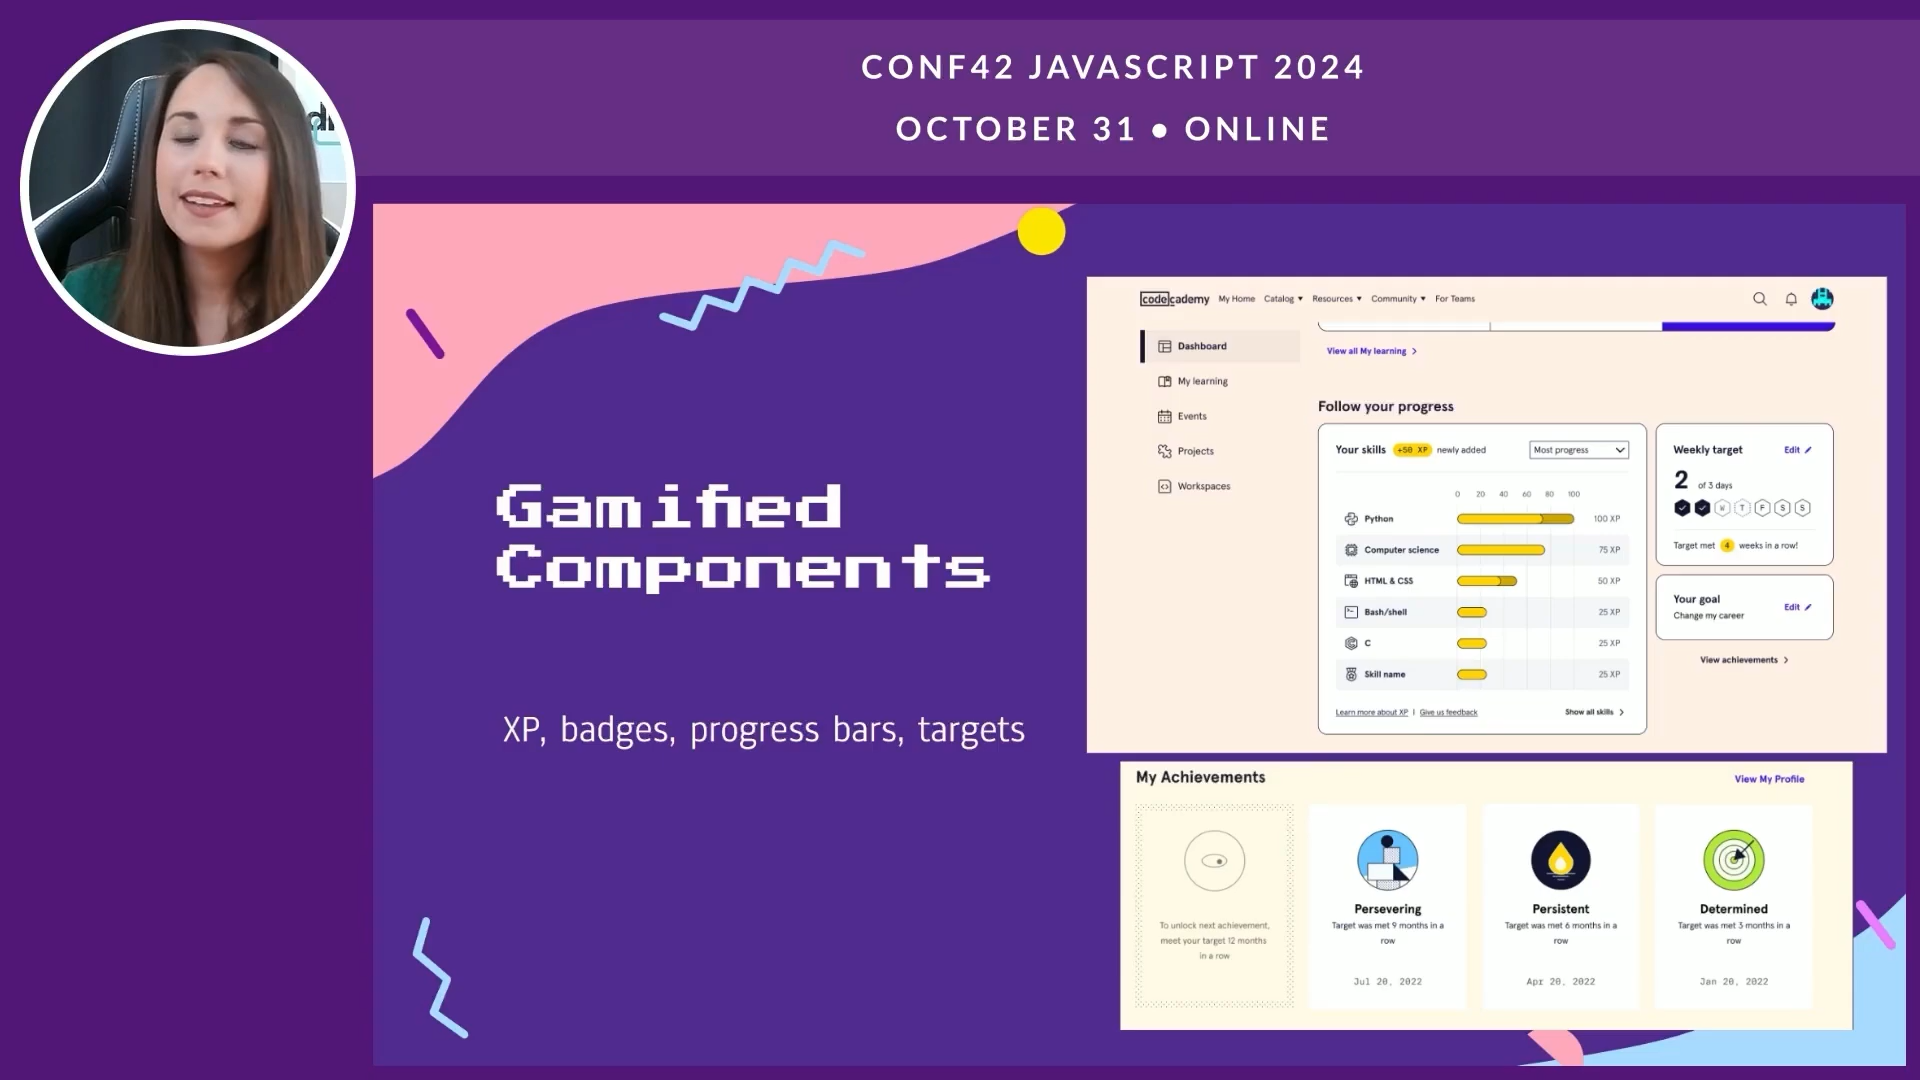 CONF42 JAVASCRIPT 2024
OCTOBER 31 • ONLINE
Gamified
Components
XP, badges, progress bars, targets
codecademy My Home Catalog Resources Community For Teams
Dashboard
My learning
Events
Projects
Workspaces
View all My learning
Follow your progress
Your skills +50 XP newly added Most progress
0 20 40 60 80 100
Python 100 XP
Computer science 75 XP
HTML & CSS 50 XP
Bash/shell 25 XP
C 25 XP
Skill name 25 XP
Learn more about XP | Give us feedback Show all skills
Weekly target Edit
2 of 3 days
W T F S S
Target met 4 weeks in a row!
Your goal
Change my career
Edit
View achievements
My Achievements View My Profile
To unlock next achievement,
meet your target 12 months
in a row
Persevering
Target was met 9 months in a
row
Jul 20, 2022
Persistent
Target was met 6 months in a
row
Apr 20, 2022
Determined
Target was met 3 months in a
row
Jan 20, 2022